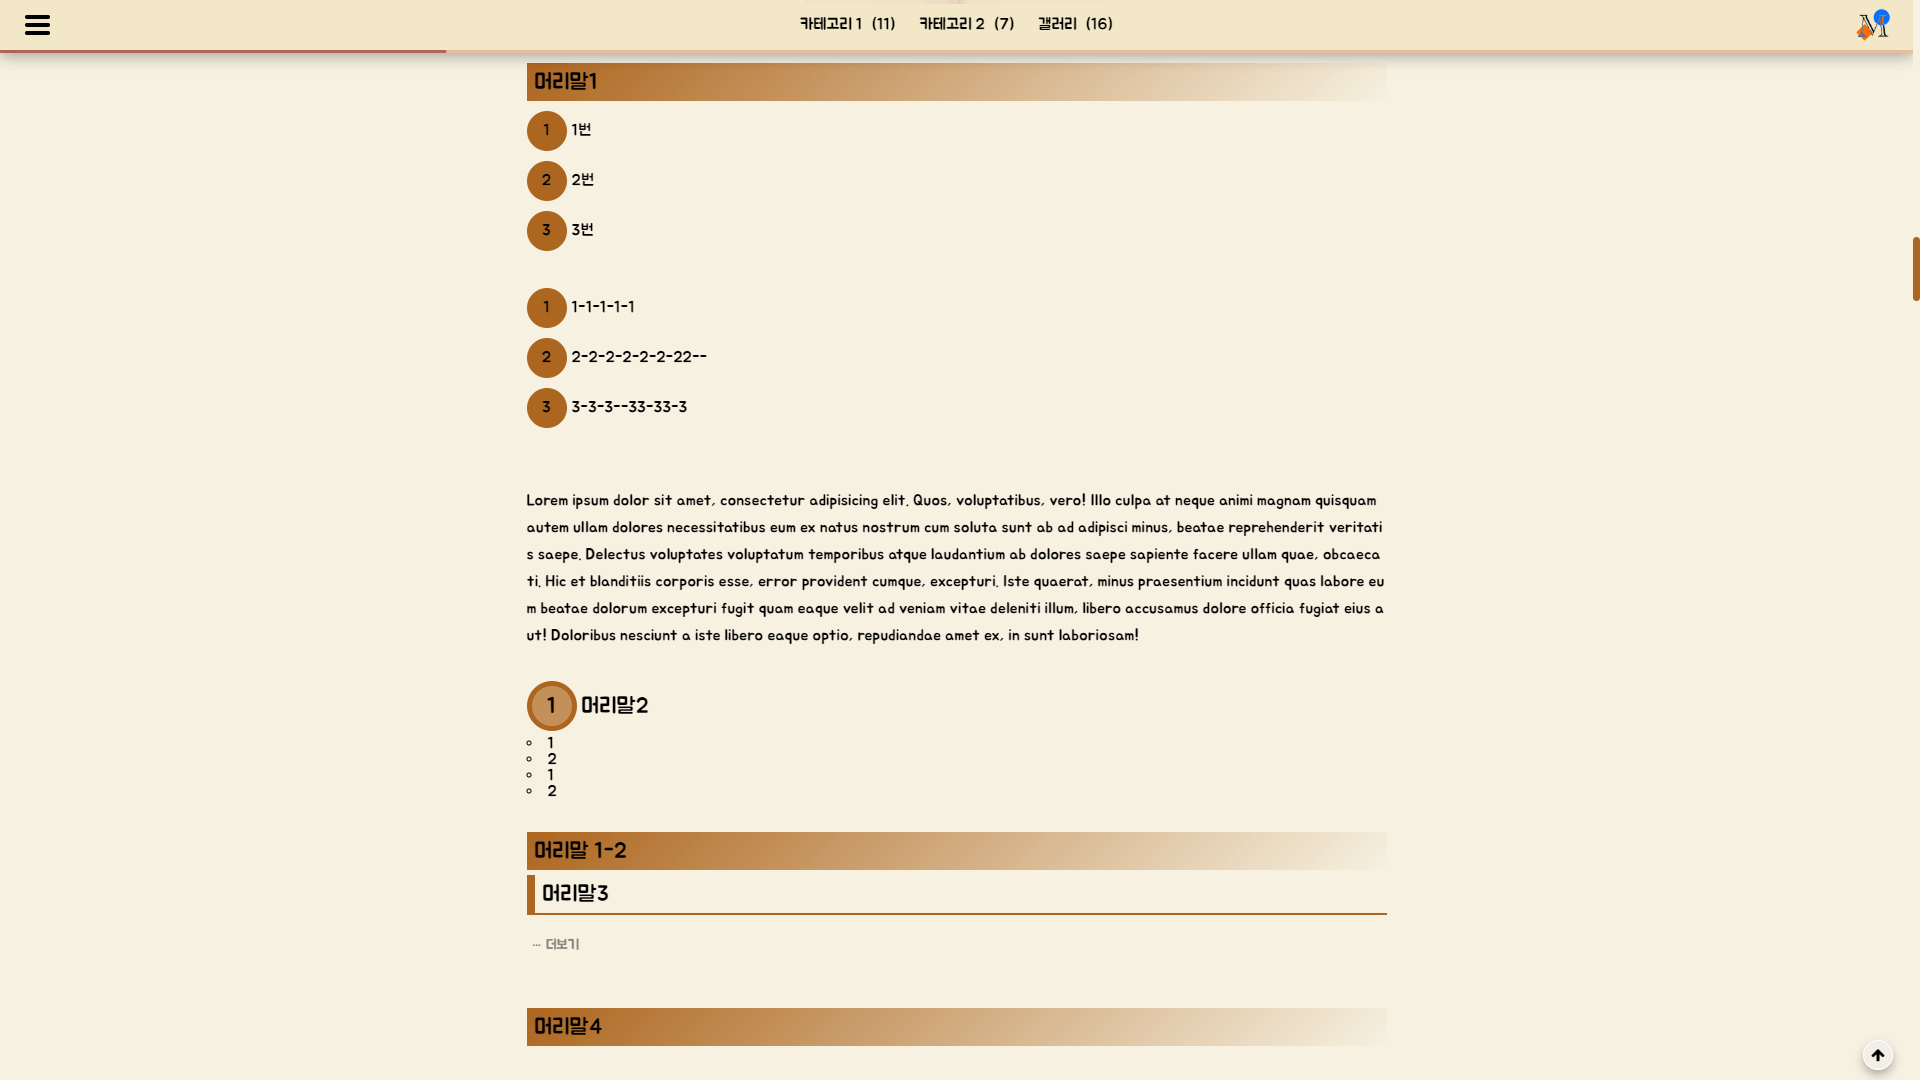 카테고리 1 (11) 카테고리 2 (7) 갤러리 (16)
M
머리말1
1 1번
2 2번
3 3번
1 1-1-1-1-1
2 2-2-2-2-2-2-22--
3 3-3-3--33-33-3
Lorem ipsum dolor sit amet, consectetur adipisicing elit. Quos, voluptatibus, vero! Illo culpa at neque animi magnam quisquam
autem ullam dolores necessitatibus eum ex natus nostrum cum soluta sunt ab ad adipisci minus, beatae reprehenderit veritati
s saepe. Delectus voluptates voluptatum temporibus atque laudantium ab dolores saepe sapiente facere ullam quae, obcaeca
ti. Hic et blanditiis corporis esse, error provident cumque, excepturi. Iste quaerat, minus praesentium incidunt quas labore eu
m beatae dolorum excepturi fugit quam eaque velit ad veniam vitae deleniti illum, libero accusamus dolore officia fugiat eius a
ut! Doloribus nesciunt a iste libero eaque optio, repudiandae amet ex, in sunt laboriosam!
1 머리말2
1
2
1
2
머리말 1-2
머리말3
··· 더보기
머리말4